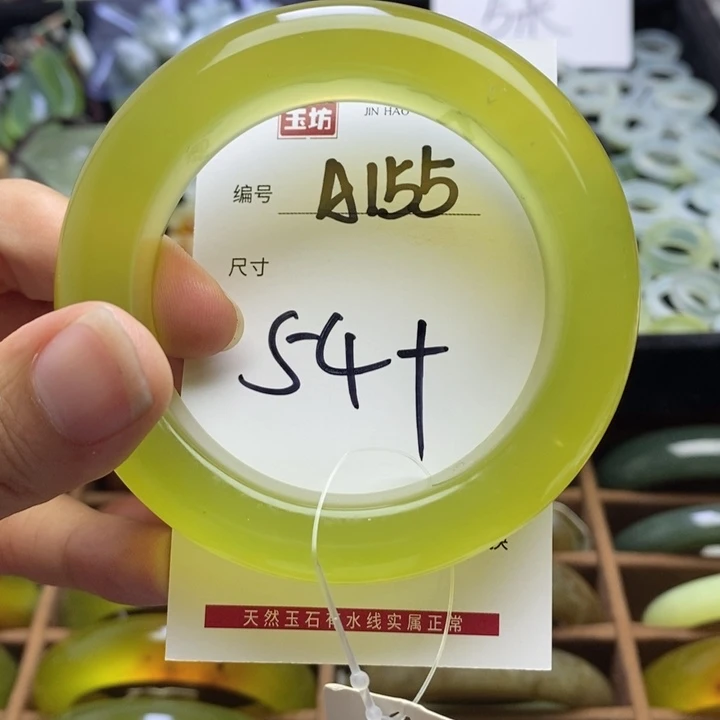 玉坊
JIN HAO
编号 A155
尺寸
54+
天然玉石有水线实属正常